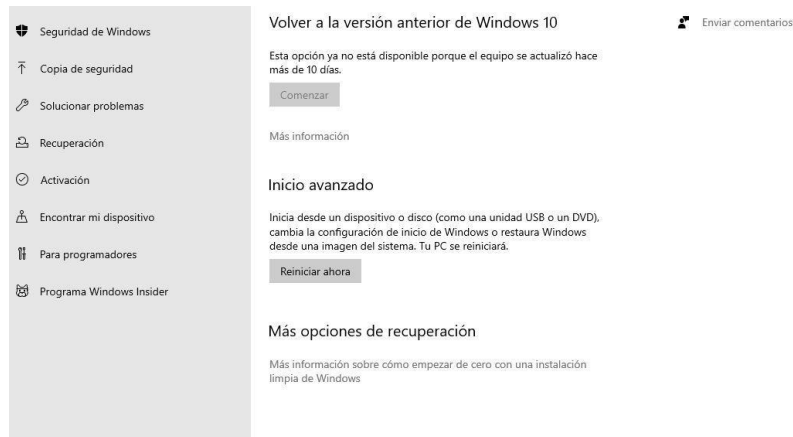 Seguridad de Windows
Copia de seguridad
Solucionar problemas
Recuperación
Activación
Encontrar mi dispositivo
Para programadores
Programa Windows Insider
Volver a la versión anterior de Windows 10
Esta opción ya no está disponible porque el equipo se actualizó hace
más de 10 días.
Comenzar
Más información
Inicio avanzado
Inicia desde un dispositivo o disco (como una unidad USB o un DVD),
cambia la configuración de inicio de Windows o restaura Windows
desde una imagen del sistema. Tu PC se reiniciará.
Reiniciar ahora
Más opciones de recuperación
Más información sobre cómo empezar de cero con una instalación
limpia de Windows
Enviar comentarios